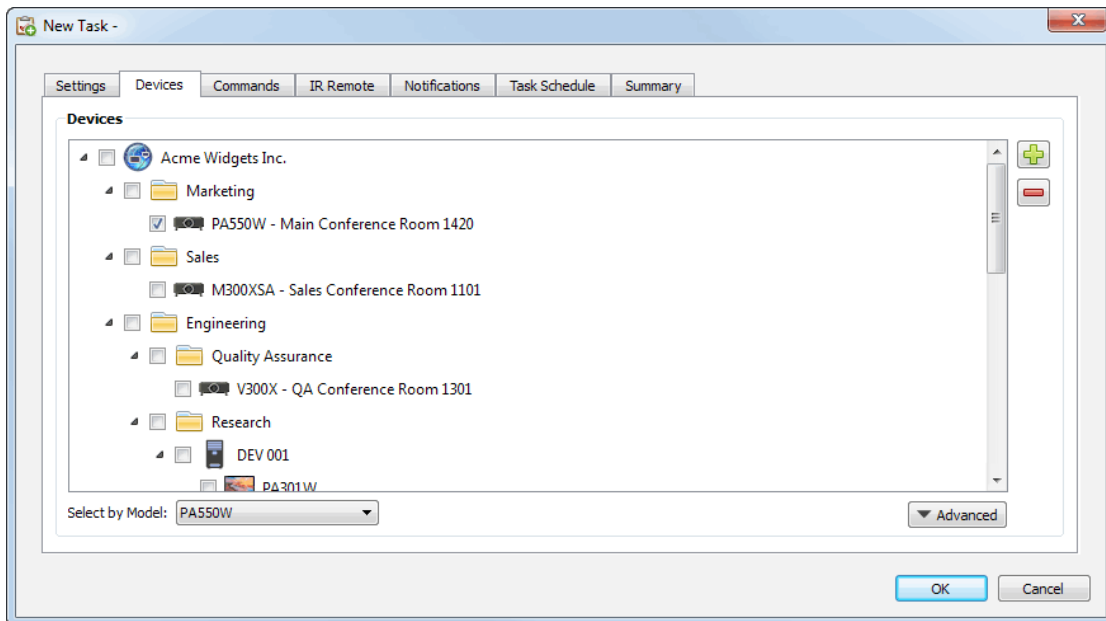 New Task -
Settings Devices Commands IR Remote Notifications Task Schedule Summary
Devices
Acme Widgets Inc.
Marketing
PA550W - Main Conference Room 1420
Sales
M300XSA - Sales Conference Room 1101
Engineering
Quality Assurance
V300X - QA Conference Room 1301
Research
DEV 001
PA301W
Select by Model: PA550W Advanced
OK Cancel